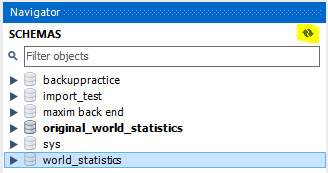 Navigator
SCHEMAS
Filter objects
backuppractice
import_test
maxim back end
original_world_statistics
sys
world_statistics